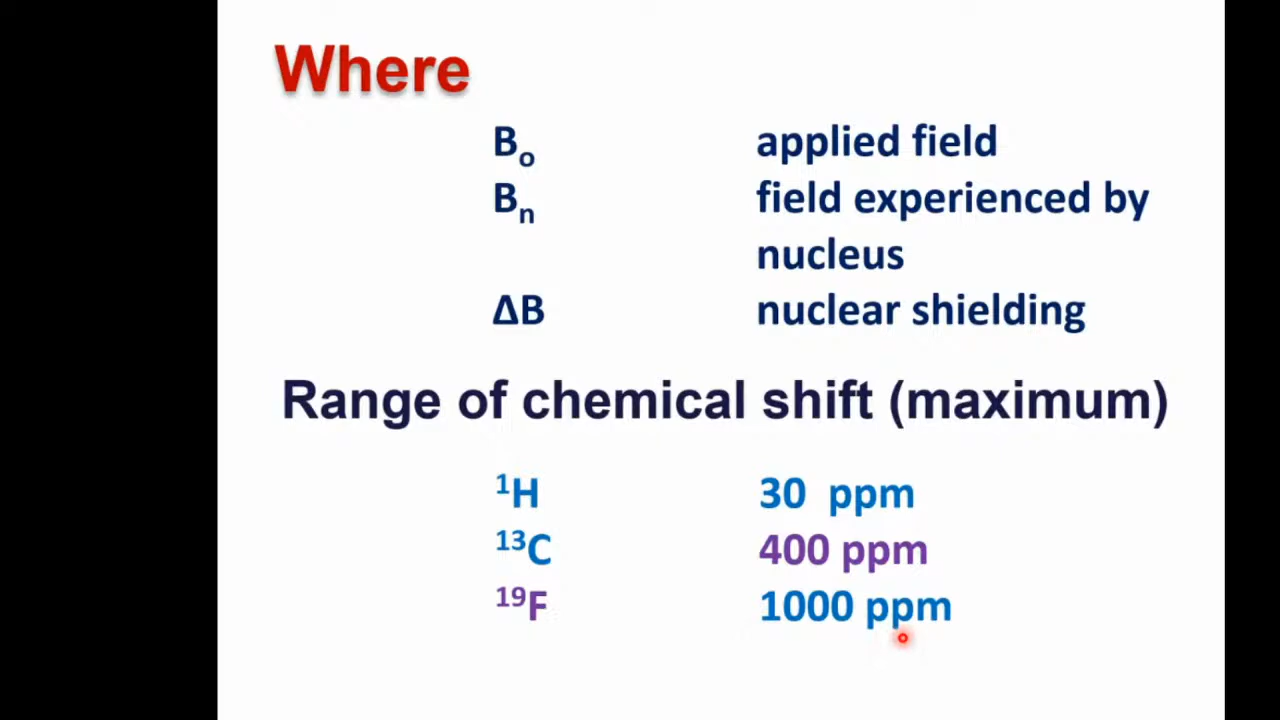 Where
Bₒ applied field
Bₙ field experienced by
nucleus
ΔB nuclear shielding
Range of chemical shift (maximum)
¹H 30 ppm
¹³C 400 ppm
¹⁹F 1000 ppm